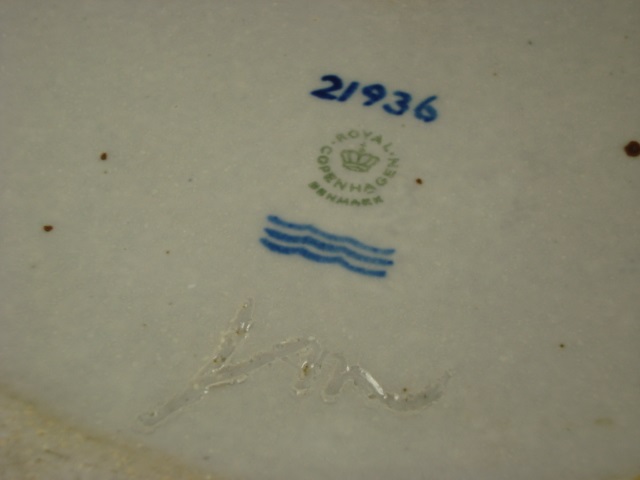 21936
ROYAL
COPENHAGEN
DENMARK